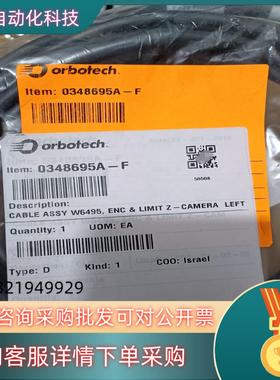 自动化科技
orbotech
Item: 0348695A-F
orbotech
Item: 0348695A-F
50508
Description:
CABLE ASSY W6495, ENC & LIMIT Z-CAMERA LEFT
Quantity: 1 UOM: EA
Type: D Kind: 1 COO: Israel
321949929
咨询采购批发可对公开票
客服详情下单采购